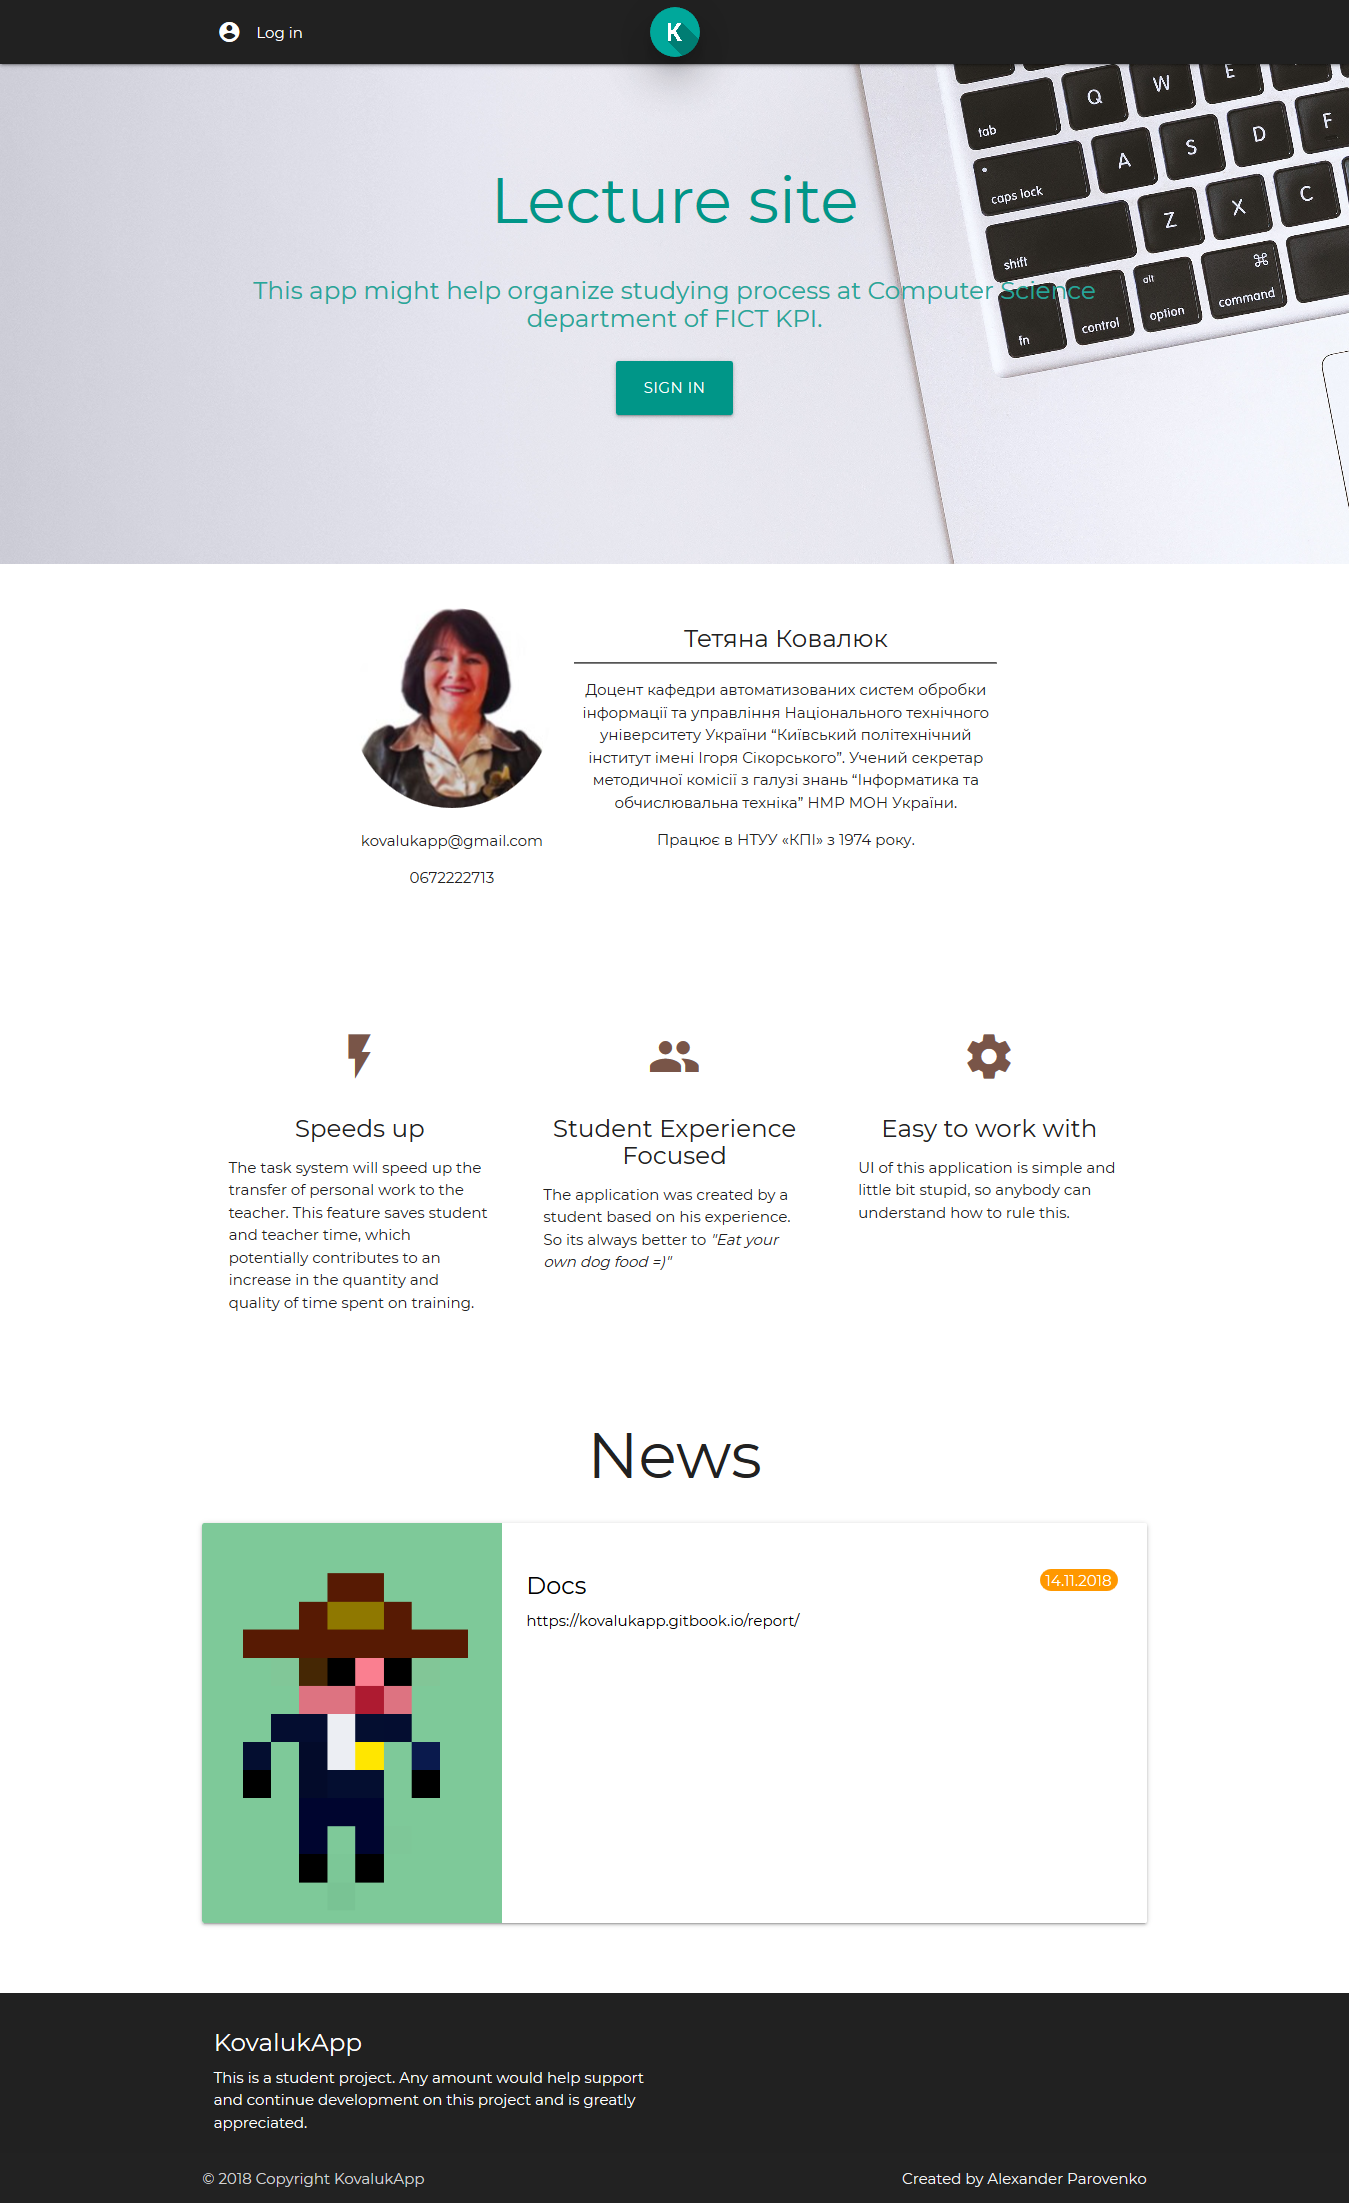 Log in
K
Lecture site
This app might help organize studying process at Computer Science
department of FICT KPI.
SIGN IN
Q
W
E
tab
A
S
D
F
caps lock
Z
X
C
shift
⌘
alt
fn
control
option
command
Тетяна Ковалюк
Доцент кафедри автоматизованих систем обробки
інформації та управління Національного технічного
університету України “Київський політехнічний
інститут імені Ігоря Сікорського”. Учений секретар
методичної комісії з галузі знань “Інформатика та
обчислювальна техніка” НМР МОН України.
Працює в НТУУ «КПІ» з 1974 року.
kovalukapp@gmail.com
0672222713
Speeds up
The task system will speed up the
transfer of personal work to the
teacher. This feature saves student
and teacher time, which
potentially contributes to an
increase in the quantity and
quality of time spent on training.
Student Experience
Focused
The application was created by a
student based on his experience.
So its always better to "Eat your
own dog food =)"
Easy to work with
UI of this application is simple and
little bit stupid, so anybody can
understand how to rule this.
News
Docs
14.11.2018
https://kovalukapp.gitbook.io/report/
KovalukApp
This is a student project. Any amount would help support
and continue development on this project and is greatly
appreciated.
© 2018 Copyright KovalukApp
Created by Alexander Parovenko